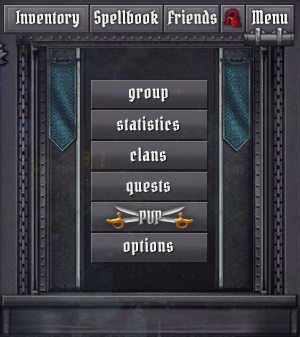 Inventory Spellbook Friends Menu
group
statistics
clans
quests
pvp
options